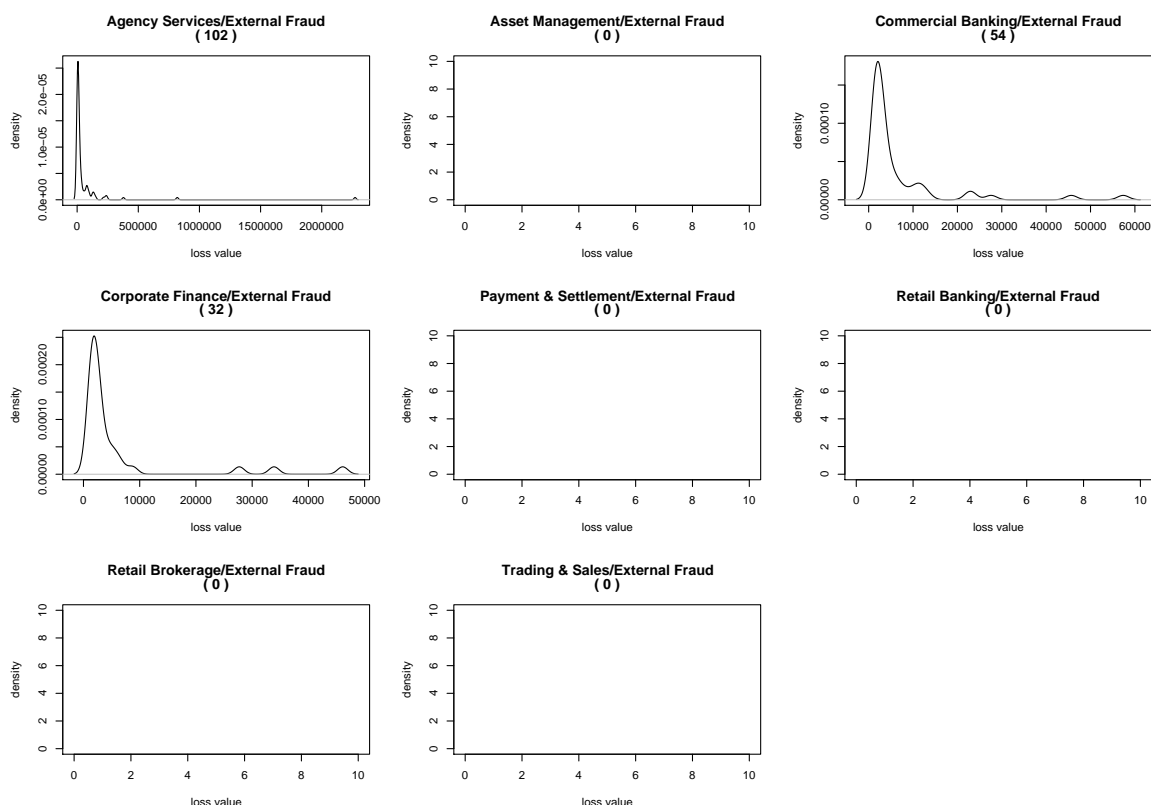 Agency Services/External Fraud
( 102 )
density
0.0e+00 1.0e-05 2.0e-05
0 500000 1000000 1500000 2000000
loss value
Asset Management/External Fraud
( 0 )
density
0 2 4 6 8 10
0 2 4 6 8 10
loss value
Commercial Banking/External Fraud
( 54 )
density
0.00000 0.00010
0 10000 20000 30000 40000 50000 60000
loss value
Corporate Finance/External Fraud
( 32 )
density
0.00000 0.00010 0.00020
0 10000 20000 30000 40000 50000
loss value
Payment & Settlement/External Fraud
( 0 )
density
0 2 4 6 8 10
0 2 4 6 8 10
loss value
Retail Banking/External Fraud
( 0 )
density
0 2 4 6 8 10
0 2 4 6 8 10
loss value
Retail Brokerage/External Fraud
( 0 )
density
0 2 4 6 8 10
0 2 4 6 8 10
loss value
Trading & Sales/External Fraud
( 0 )
density
0 2 4 6 8 10
0 2 4 6 8 10
loss value